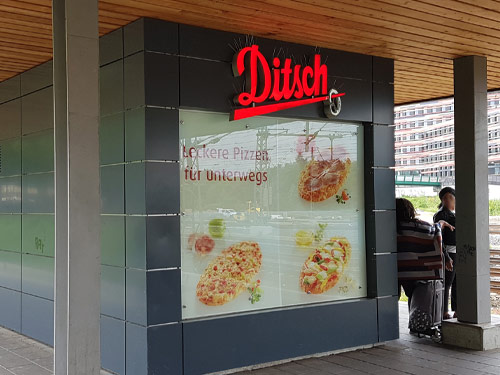 Ditsch
Leckere Pizzen
für unterwegs